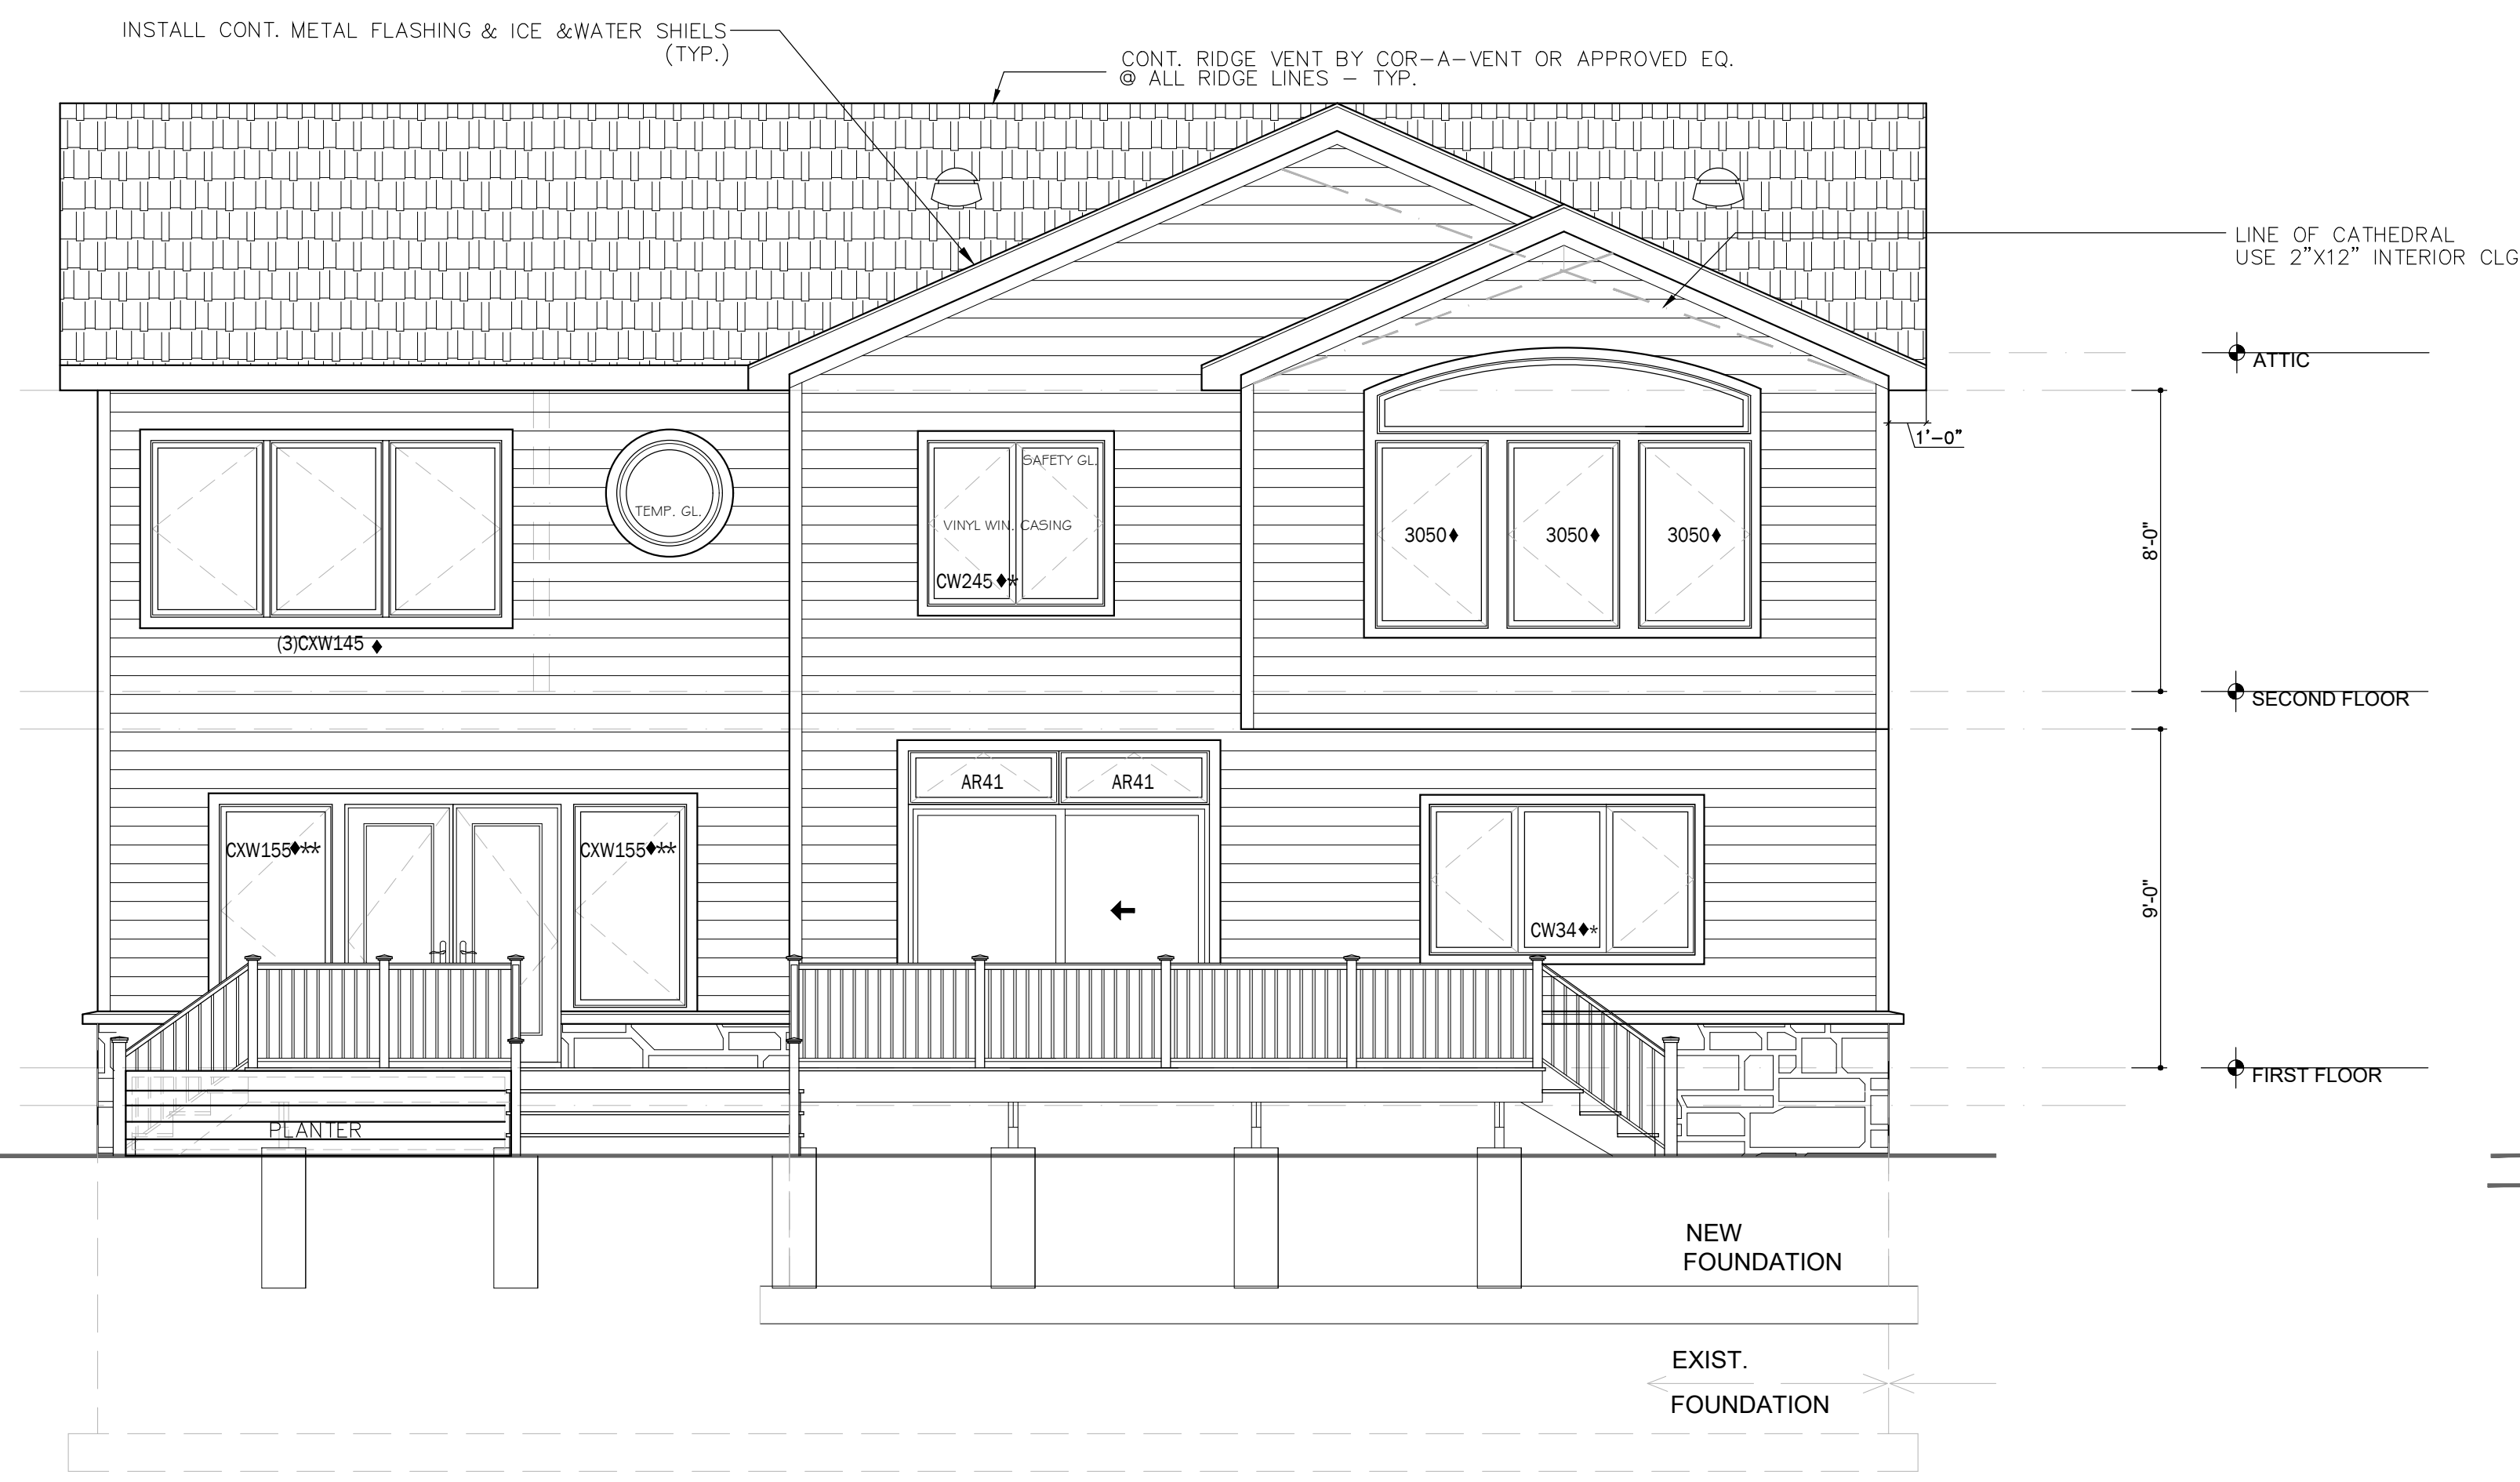 INSTALL CONT. METAL FLASHING & ICE &WATER SHIELS
(TYP.)
CONT. RIDGE VENT BY COR-A-VENT OR APPROVED EQ.
@ ALL RIDGE LINES - TYP.
LINE OF CATHEDRAL
USE 2"X12" INTERIOR CLG
ATTIC
1'-0"
SAFETY GL.
TEMP. GL.
VINYL WIN. CASING
3050♦
3050♦
3050♦
8'-0"
CW245♦*
(3)CXW145 ♦
SECOND FLOOR
AR41
AR41
CXW155♦**
CXW155♦**
9'-0"
CW34♦*
FIRST FLOOR
PLANTER
NEW
FOUNDATION
EXIST.
FOUNDATION